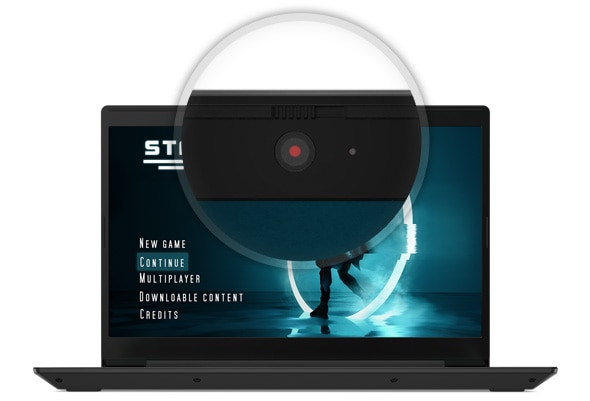 NEW GAME
CONTINUE
MULTIPLAYER
DOWNLOADABLE CONTENT
CREDITS